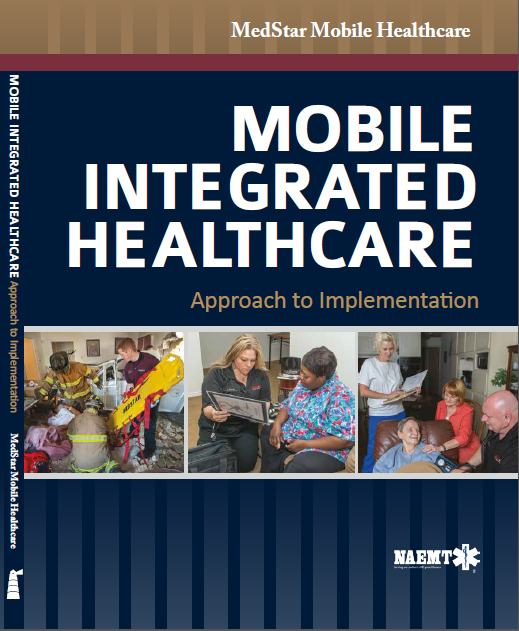 MedStar Mobile Healthcare
MOBILE
INTEGRATED
HEALTHCARE
Approach to Implementation
MOBILE INTEGRATED HEALTHCARE Approach to Implementation
MedStar Mobile Healthcare
MEDSTAR
NAEMT